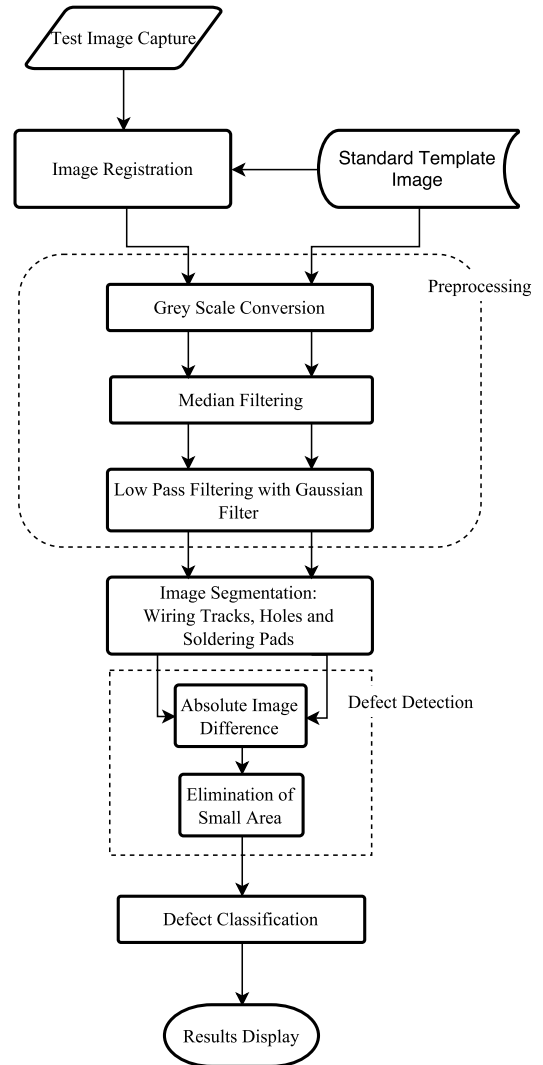 Test Image Capture
Image Registration
Standard Template
Image
Preprocessing
Grey Scale Conversion
Median Filtering
Low Pass Filtering with Gaussian
Filter
Image Segmentation:
Wiring Tracks, Holes and
Soldering Pads
Absolute Image
Difference
Defect Detection
Elimination of
Small Area
Defect Classification
Results Display